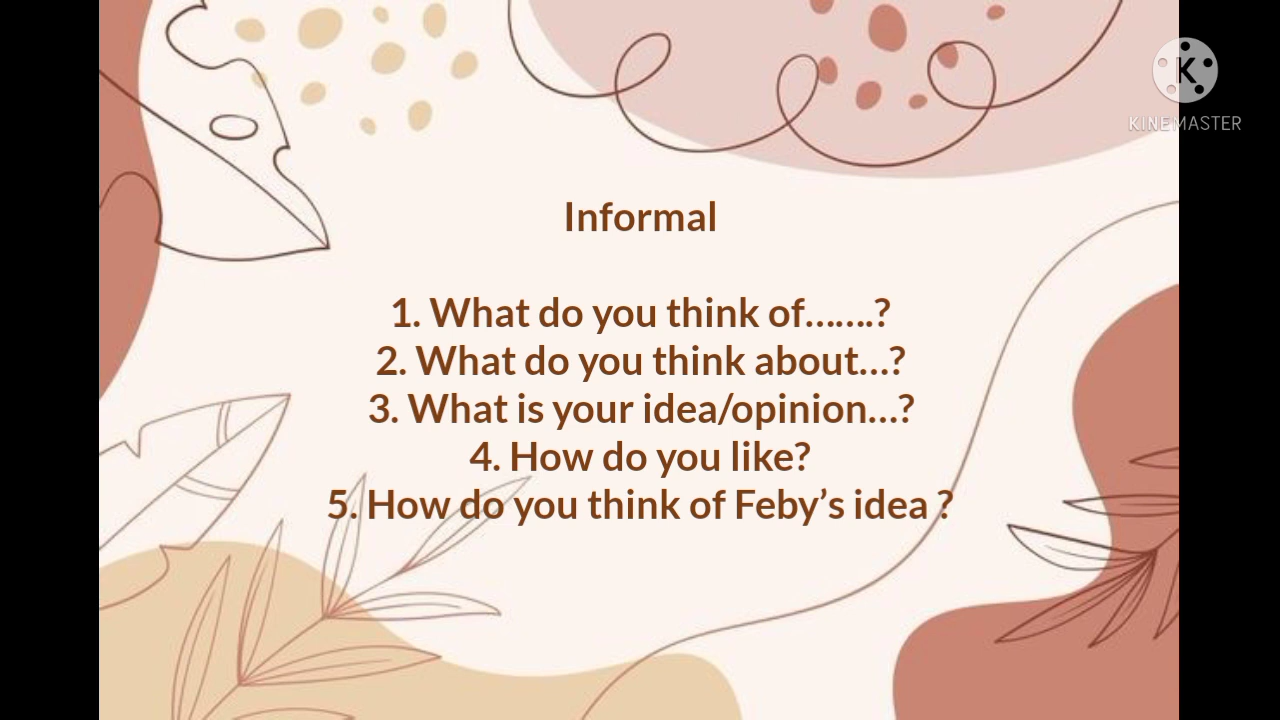 K
KINEMASTER
Informal
1. What do you think of.......?
2. What do you think about...?
3. What is your idea/opinion...?
4. How do you like?
5. How do you think of Feby’s idea ?